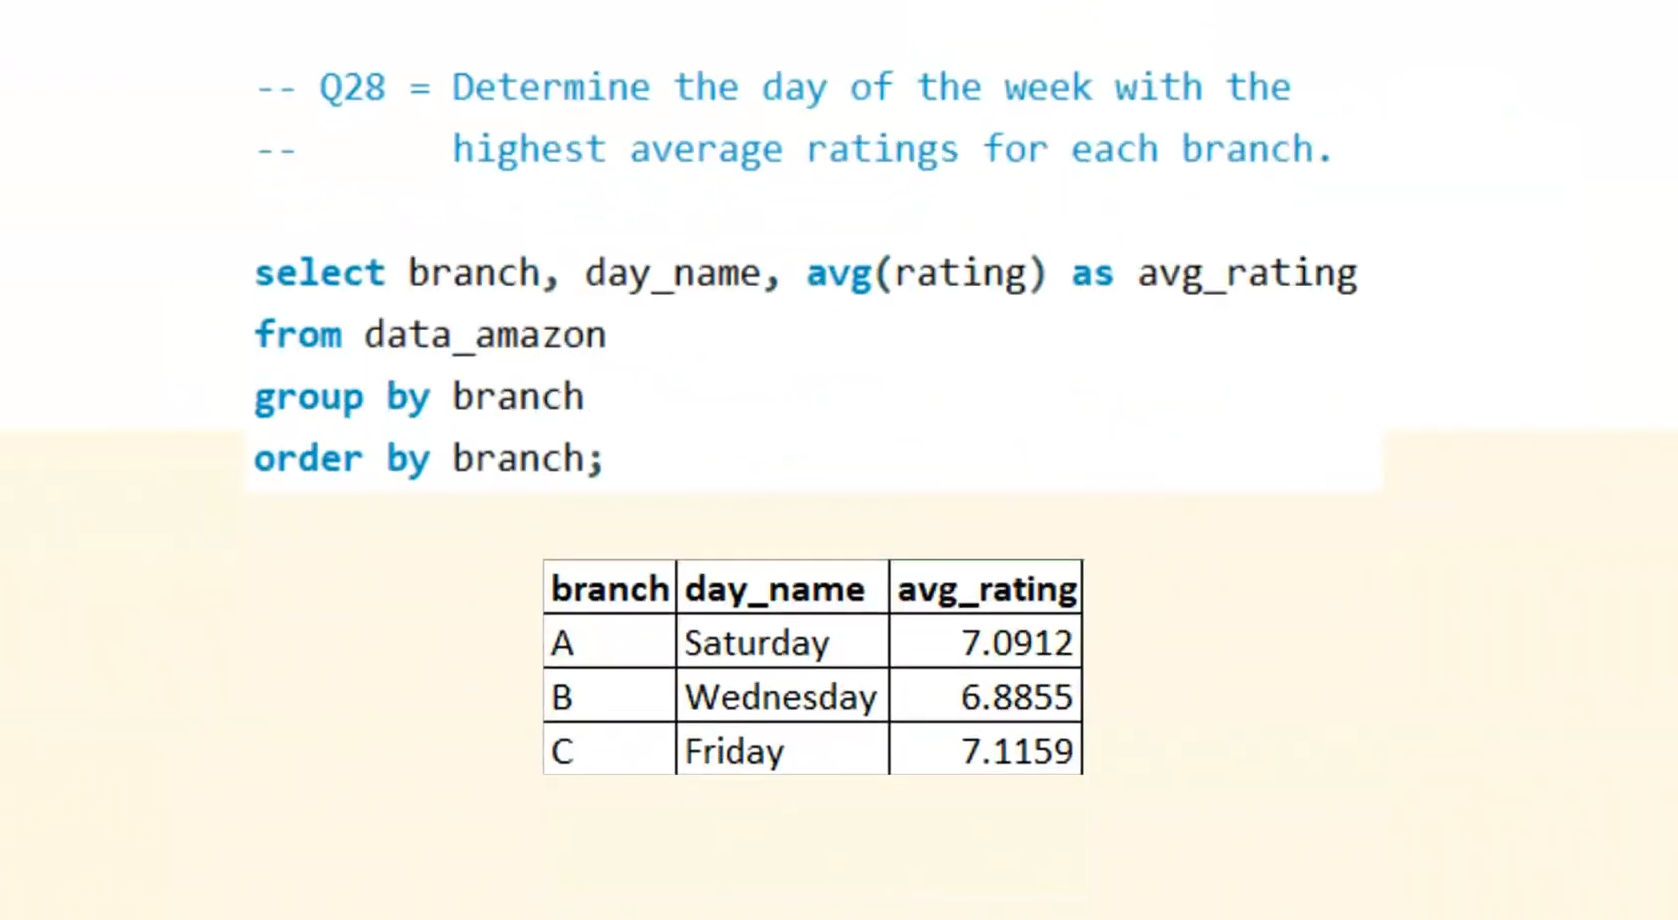 -- Q28 = Determine the day of the week with the
-- highest average ratings for each branch.
select branch, day_name, avg(rating) as avg_rating
from data_amazon
group by branch
order by branch;
branch day_name avg_rating
A Saturday 7.0912
B Wednesday 6.8855
C Friday 7.1159